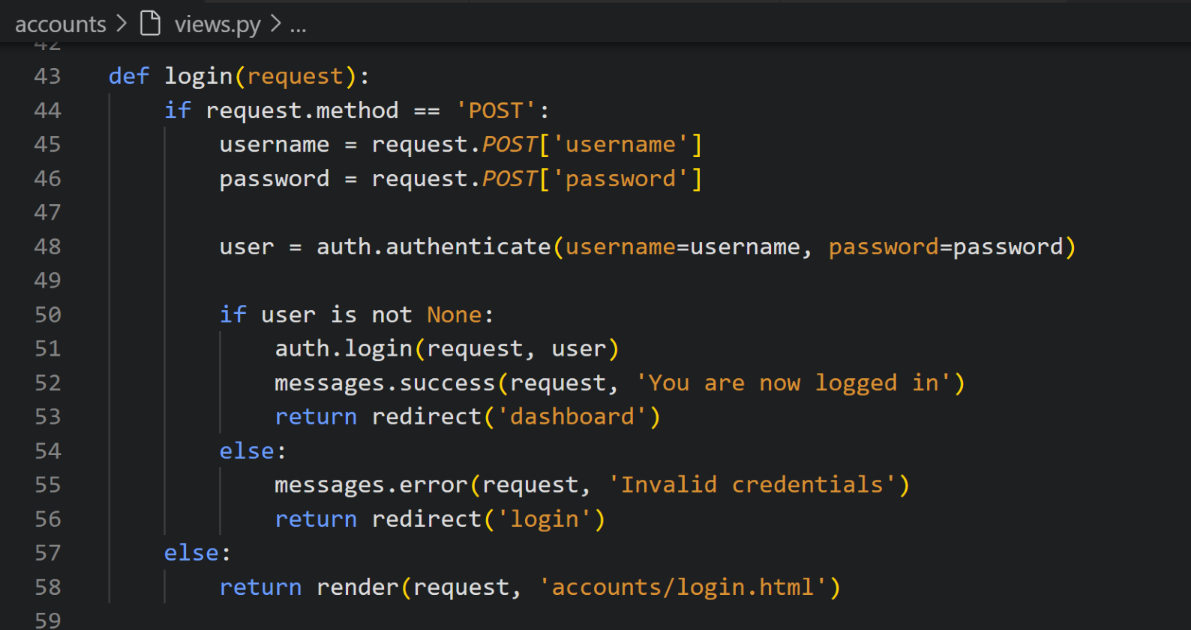 accounts > views.py > ...
42
43 def login(request):
44     if request.method == 'POST':
45         username = request.POST['username']
46         password = request.POST['password']
47
48         user = auth.authenticate(username=username, password=password)
49
50         if user is not None:
51             auth.login(request, user)
52             messages.success(request, 'You are now logged in')
53             return redirect('dashboard')
54         else:
55             messages.error(request, 'Invalid credentials')
56             return redirect('login')
57     else:
58         return render(request, 'accounts/login.html')
59